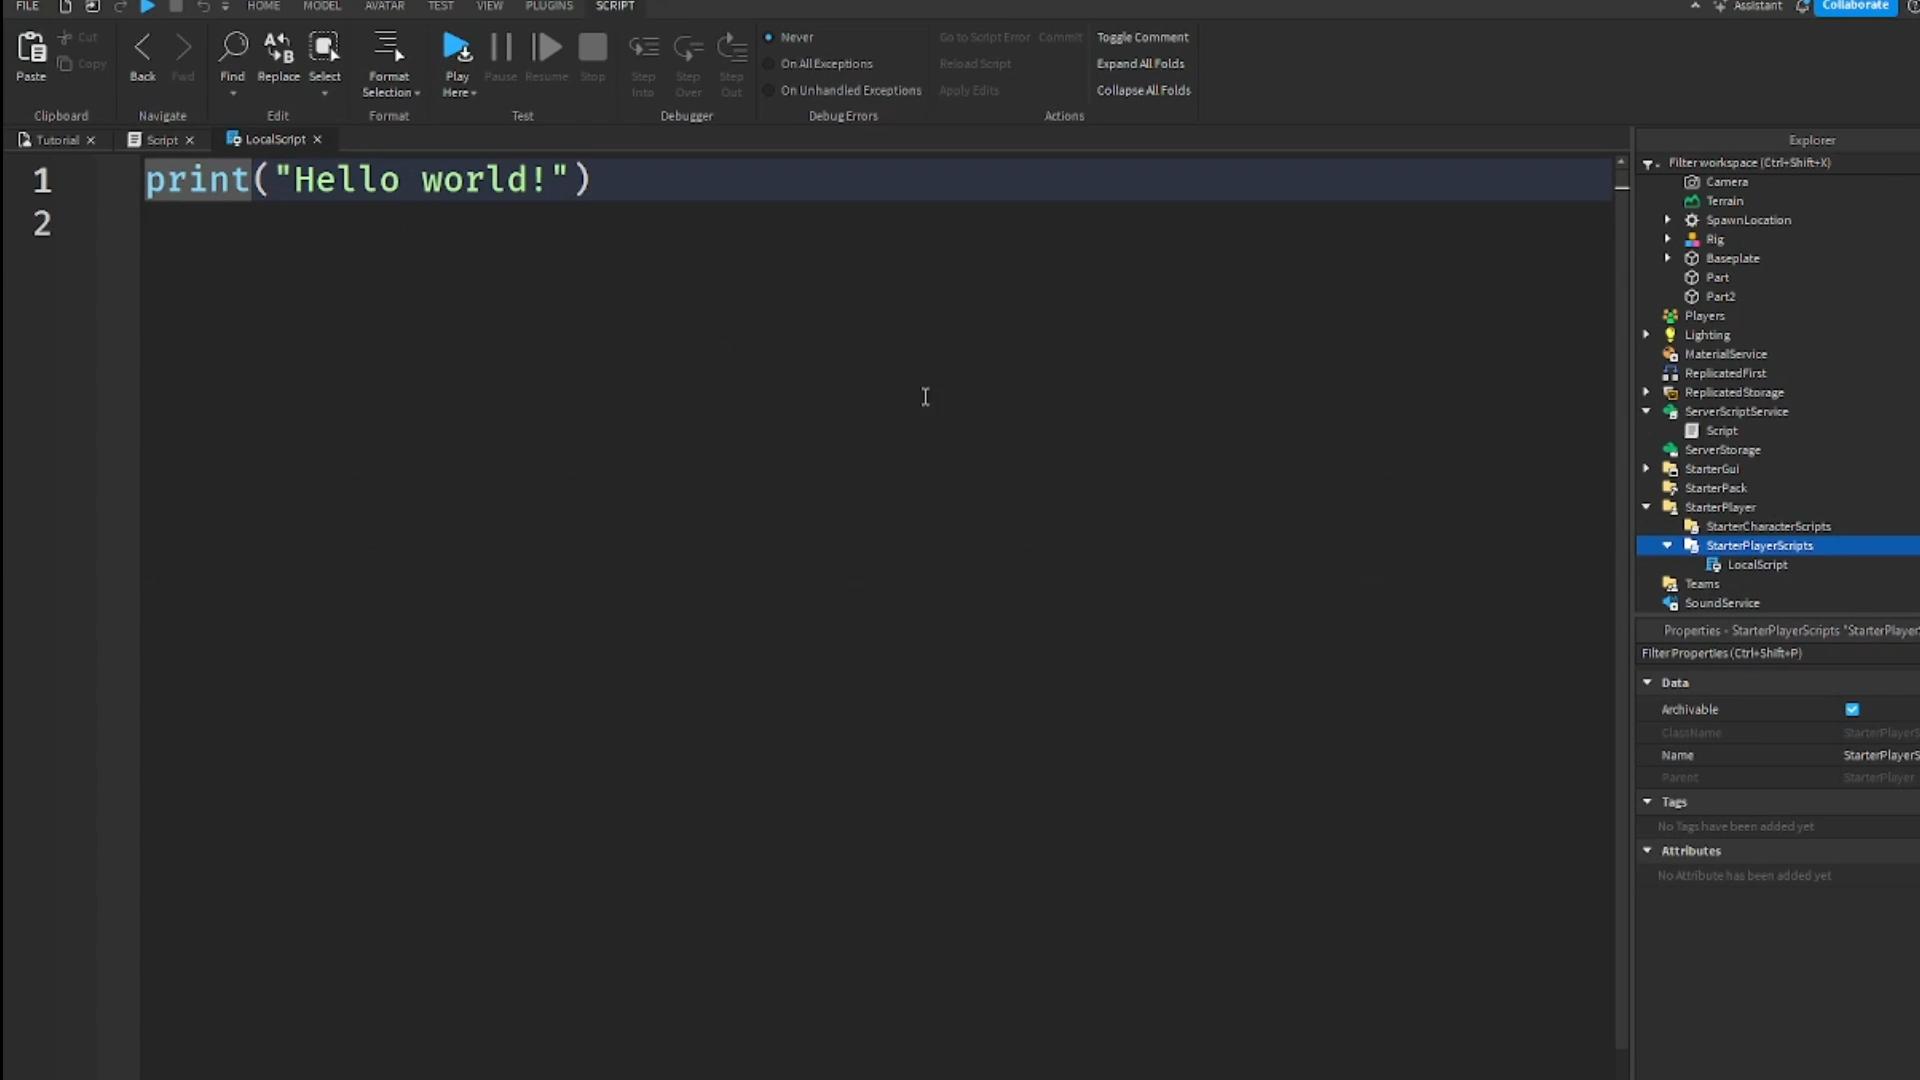 FILE HOME MODEL AVATAR TEST VIEW PLUGINS SCRIPT Assistant Collaborate
Paste Cut Copy
Clipboard
Back Fwd
Navigate
Find Replace Select
Edit
Format Selection
Format
Play Here Pause Resume Stop
Test
Step Into Step Over Step Out
Debugger
Never
On All Exceptions
On Unhandled Exceptions
Debug Errors
Go to Script Error Commit
Reload Script
Apply Edits
Toggle Comment
Expand All Folds
Collapse All Folds
Actions
Tutorial Script LocalScript
1 print("Hello world!")
2
Explorer
Filter workspace (Ctrl+Shift+X)
Camera
Terrain
SpawnLocation
Rig
Baseplate
Part
Part2
Players
Lighting
MaterialService
ReplicatedFirst
ReplicatedStorage
ServerScriptService
Script
ServerStorage
StarterGui
StarterPack
StarterPlayer
StarterCharacterScripts
StarterPlayerScripts
LocalScript
Teams
SoundService
Properties - StarterPlayerScripts "StarterPlayerS
Filter Properties (Ctrl+Shift+P)
Data
Archivable
ClassName StarterPlayerS
Name StarterPlayerS
Parent StarterPlayer
Tags
No Tags have been added yet
Attributes
No Attribute has been added yet